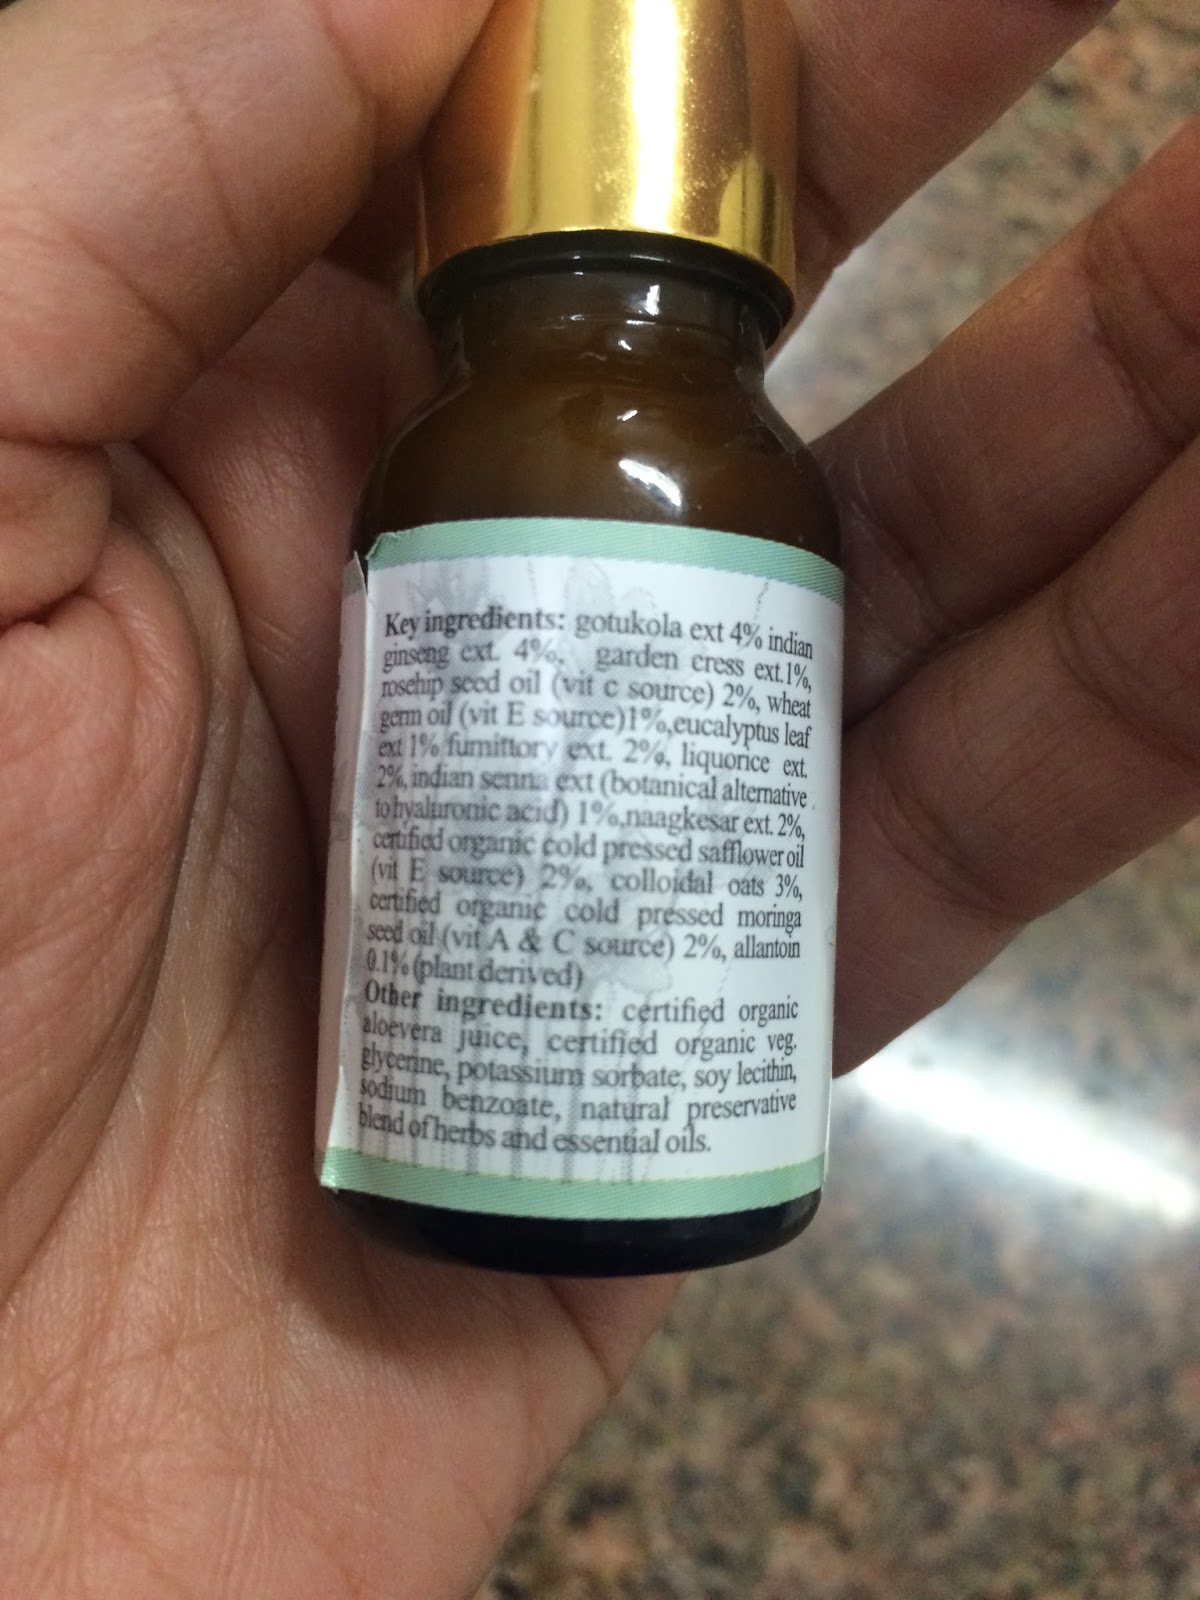 Key ingredients: gotukola ext 4% indian
ginseng ext. 4%, garden cress ext.1%,
rosehip seed oil (vit c source) 2%, wheat
germ oil (vit E source)1%,eucalyptus leaf
ext 1% fumittory ext. 2%, liquorice ext.
2%, indian senna ext (botanical alternative
to hyaluronic acid) 1%,naagkesar ext. 2%,
certified organic cold pressed safflower oil
(vit E source) 2%, colloidal oats 3%,
certified organic cold pressed moringa
seed oil (vit A & C source) 2%, allantoin
0.1% (plant derived)
Other ingredients: certified organic
aloevera juice, certified organic veg.
glycerine, potassium sorbate, soy lecithin,
sodium benzoate, natural preservative
blend of herbs and essential oils.